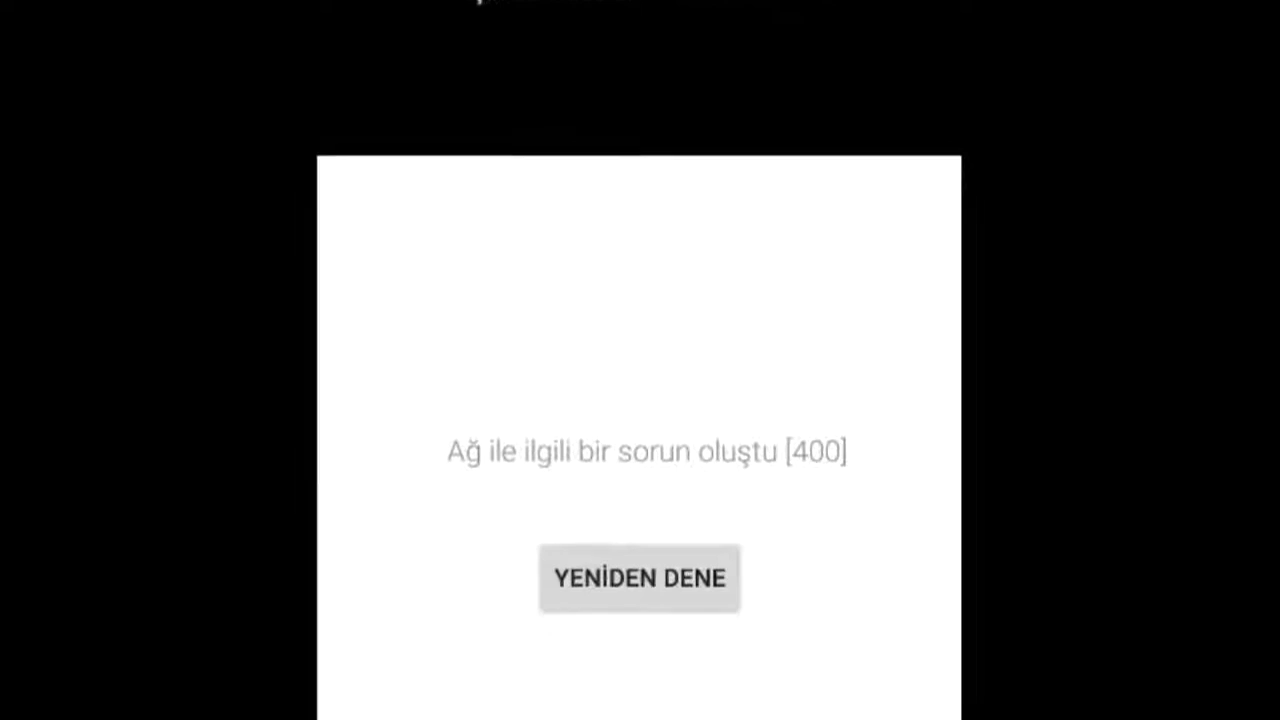 Ağ ile ilgili bir sorun oluştu [400]
YENİDEN DENE